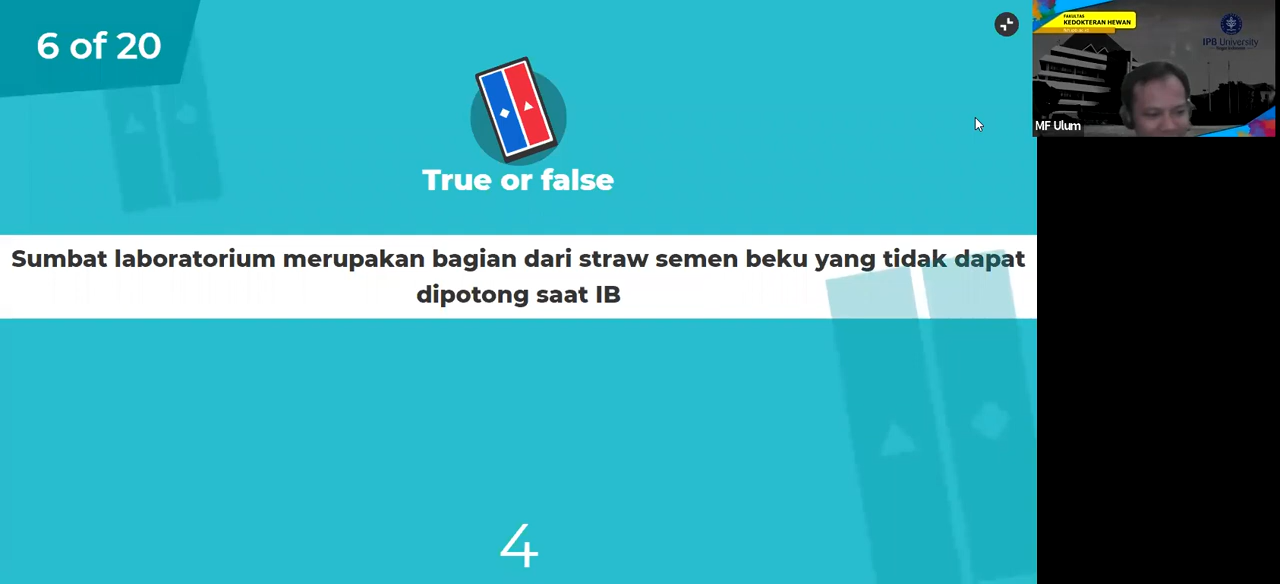 6 of 20
True or false
Sumbat laboratorium merupakan bagian dari straw semen beku yang tidak dapat
dipotong saat IB
4
FAKULTAS
KEDOKTERAN HEWAN
IPB University
MF Ulum